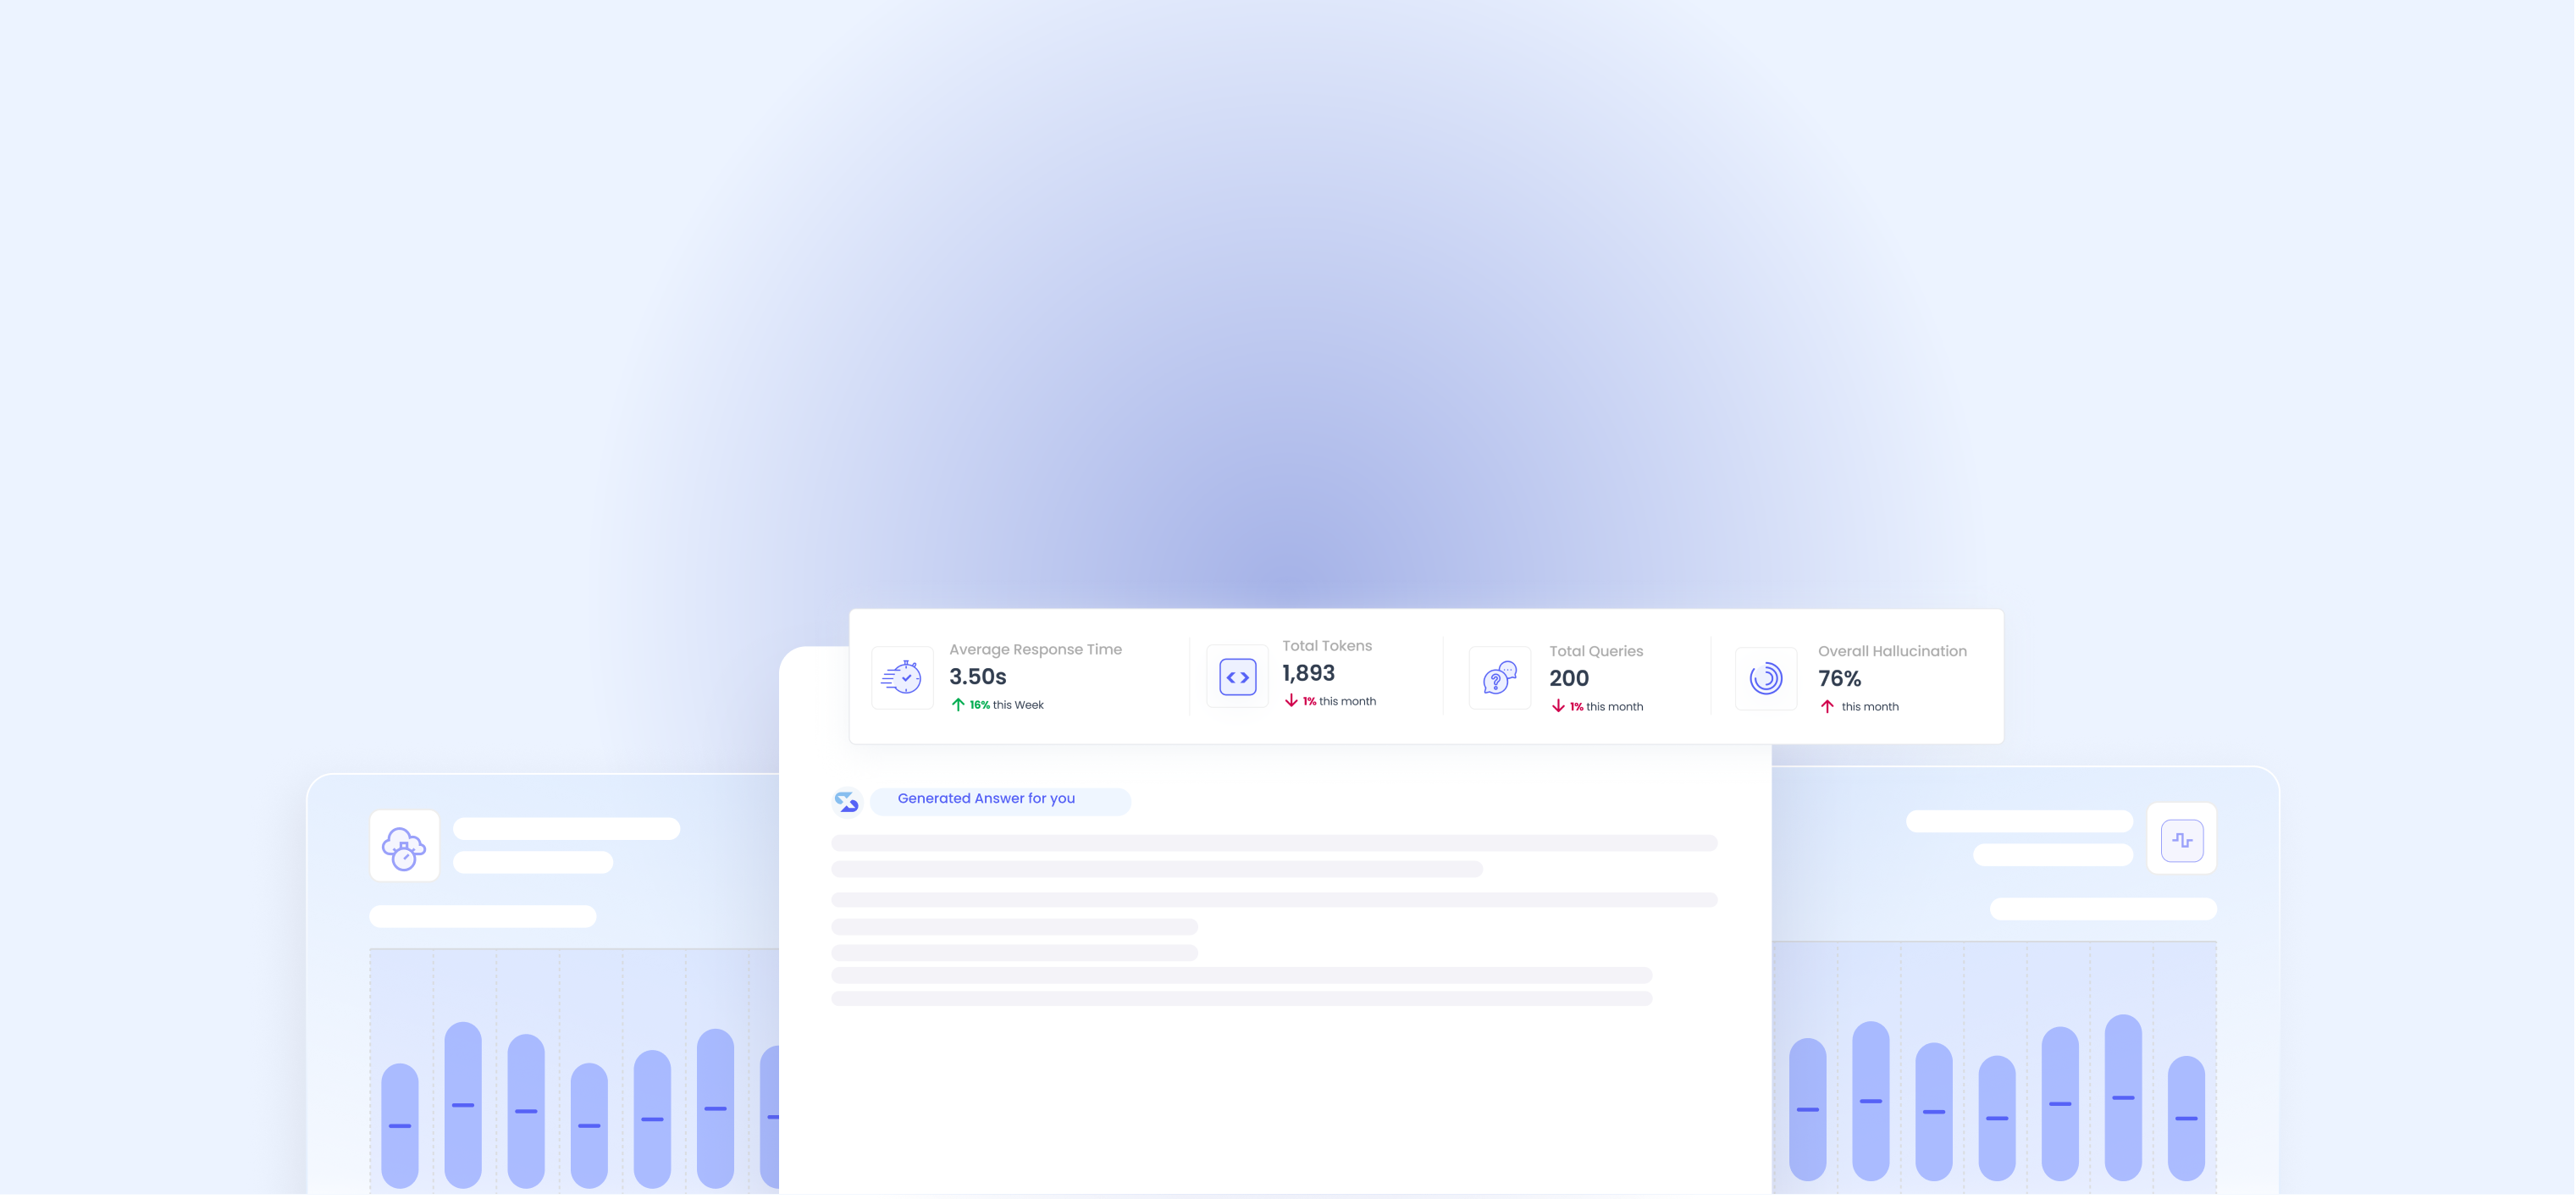 Average Response Time
3.50s
16% this Week
Total Tokens
1,893
1% this month
Total Queries
200
1% this month
Overall Hallucination
76%
this month
Generated Answer for you